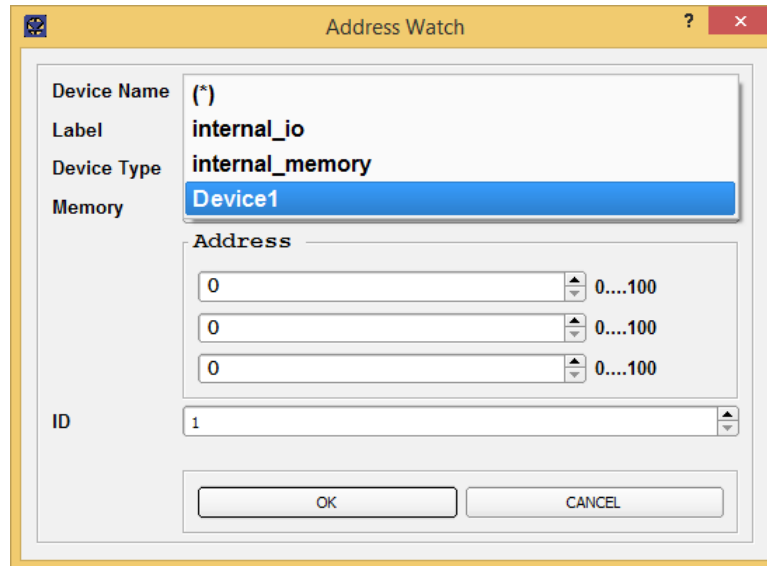 Address Watch
?
Device Name
(*)
Label
internal_io
Device Type
internal_memory
Memory
Device1
Address
0
0....100
0
0....100
0
0....100
ID
1
OK
CANCEL